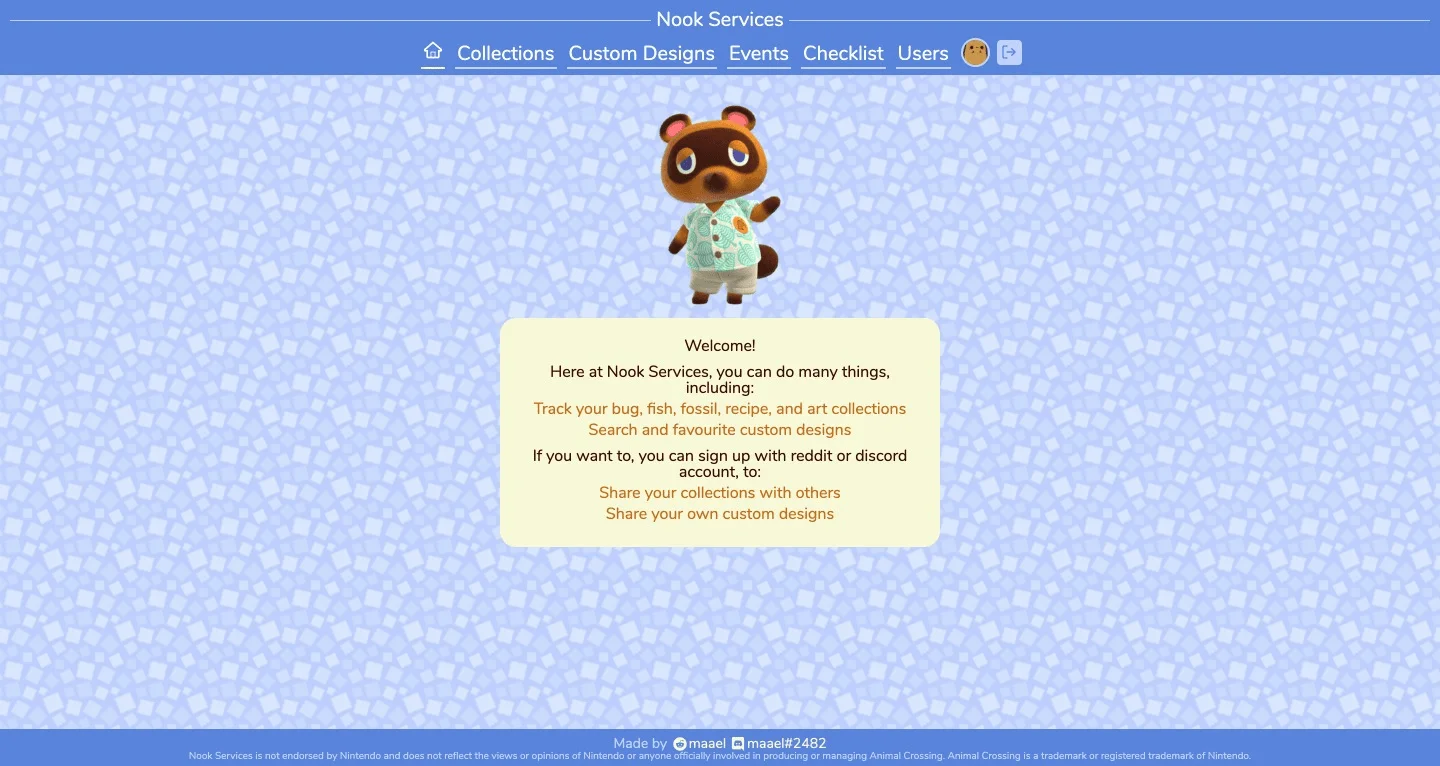 Nook Services
Collections Custom Designs Events Checklist Users
Welcome!
Here at Nook Services, you can do many things,
including:
Track your bug, fish, fossil, recipe, and art collections
Search and favourite custom designs
If you want to, you can sign up with reddit or discord
account, to:
Share your collections with others
Share your own custom designs
Made by maael maael#2482
Nook Services is not endorsed by Nintendo and does not reflect the views or opinions of Nintendo or anyone officially involved in producing or managing Animal Crossing. Animal Crossing is a trademark or registered trademark of Nintendo.